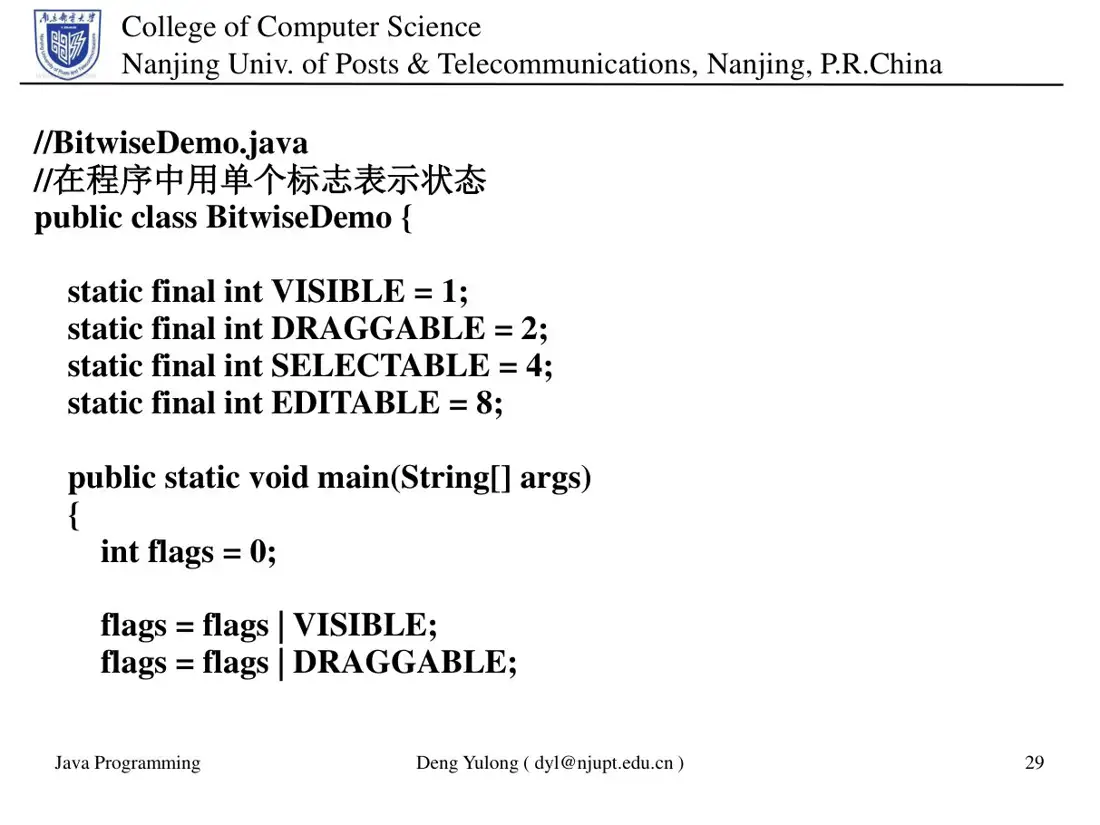 College of Computer Science
Nanjing Univ. of Posts & Telecommunications, Nanjing, P.R.China
//BitwiseDemo.java
//在程序中用单个标志表示状态
public class BitwiseDemo {
static final int VISIBLE = 1;
static final int DRAGGABLE = 2;
static final int SELECTABLE = 4;
static final int EDITABLE = 8;
public static void main(String[] args)
{
int flags = 0;
flags = flags | VISIBLE;
flags = flags | DRAGGABLE;
Java Programming
Deng Yulong ( dyl@njupt.edu.cn )
29